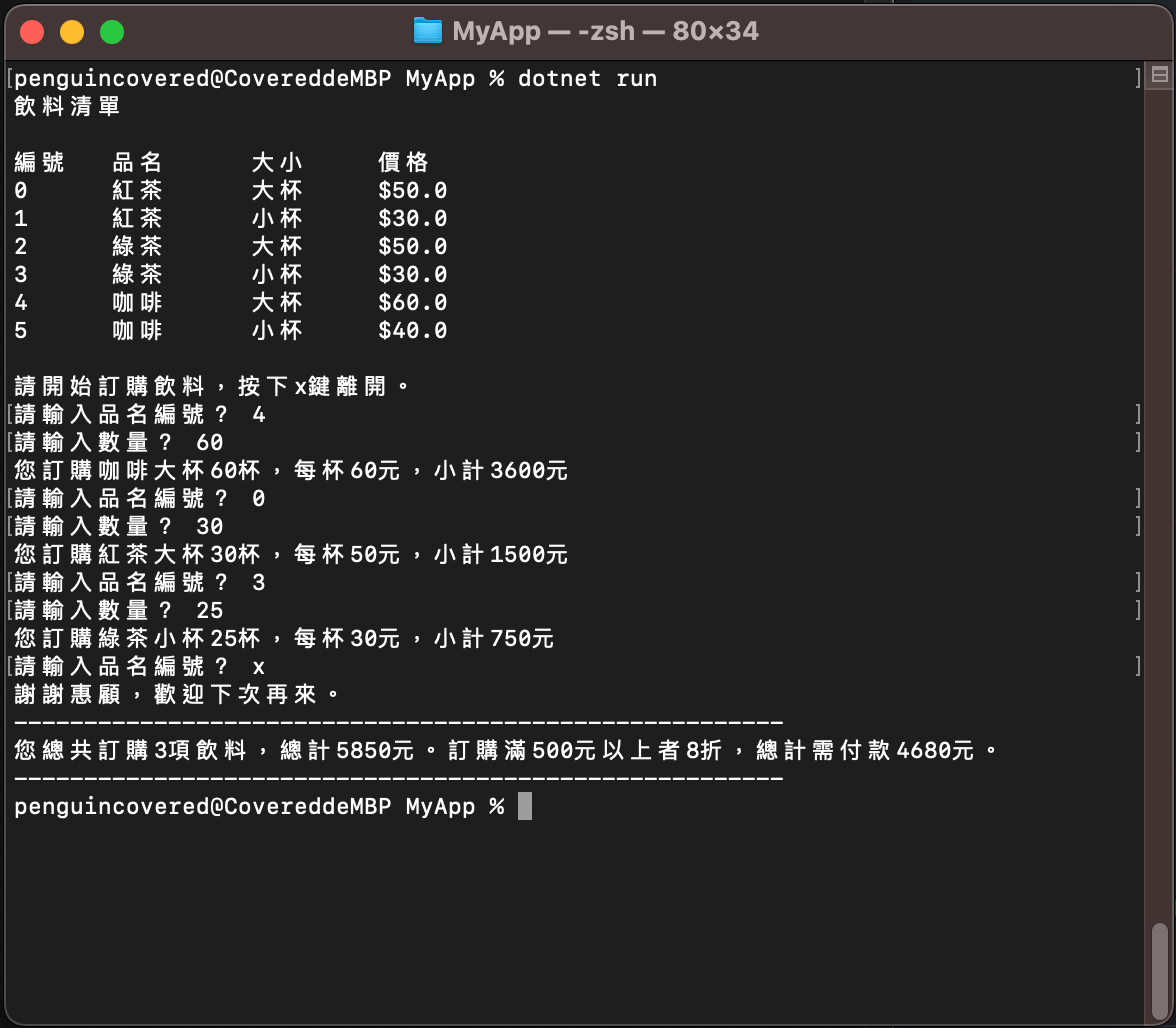 MyApp — -zsh — 80×34
penguincovered@CovereddeMBP MyApp % dotnet run
飲料清單
編號 品名 大小 價格
0 紅茶 大杯 $50.0
1 紅茶 小杯 $30.0
2 綠茶 大杯 $50.0
3 綠茶 小杯 $30.0
4 咖啡 大杯 $60.0
5 咖啡 小杯 $40.0
請開始訂購飲料，按下x鍵離開。
請輸入品名編號？ 4
請輸入數量？ 60
您訂購咖啡大杯60杯，每杯60元，小計3600元
請輸入品名編號？ 0
請輸入數量？ 30
您訂購紅茶大杯30杯，每杯50元，小計1500元
請輸入品名編號？ 3
請輸入數量？ 25
您訂購綠茶小杯25杯，每杯30元，小計750元
請輸入品名編號？ x
謝謝惠顧，歡迎下次再來。
-------------------------------------------------------
您總共訂購3項飲料，總計5850元。訂購滿500元以上者8折，總計需付款4680元。
-------------------------------------------------------
penguincovered@CovereddeMBP MyApp %